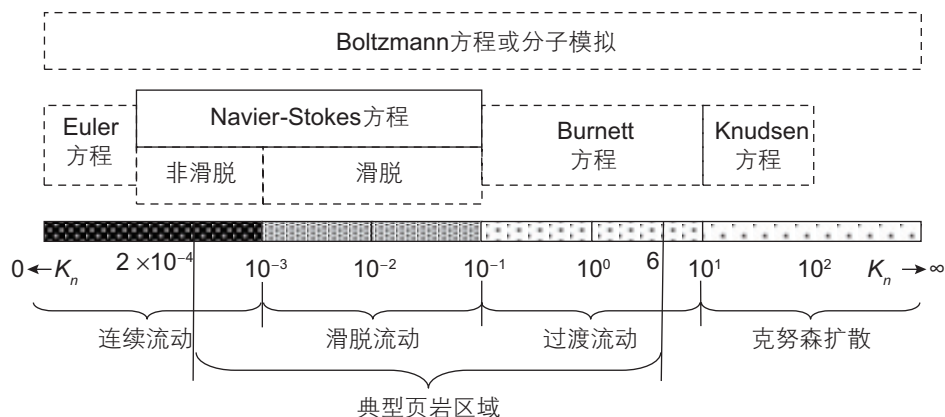 Boltzmann方程或分子模拟
Euler
方程
Navier-Stokes方程
非滑脱
滑脱
Burnett
方程
Knudsen
方程
0 ← Kn 2 ×10⁻⁴ 10⁻³ 10⁻² 10⁻¹ 10⁰ 6 10¹ 10² Kn → ∞
连续流动 滑脱流动 过渡流动 克努森扩散
典型页岩区域